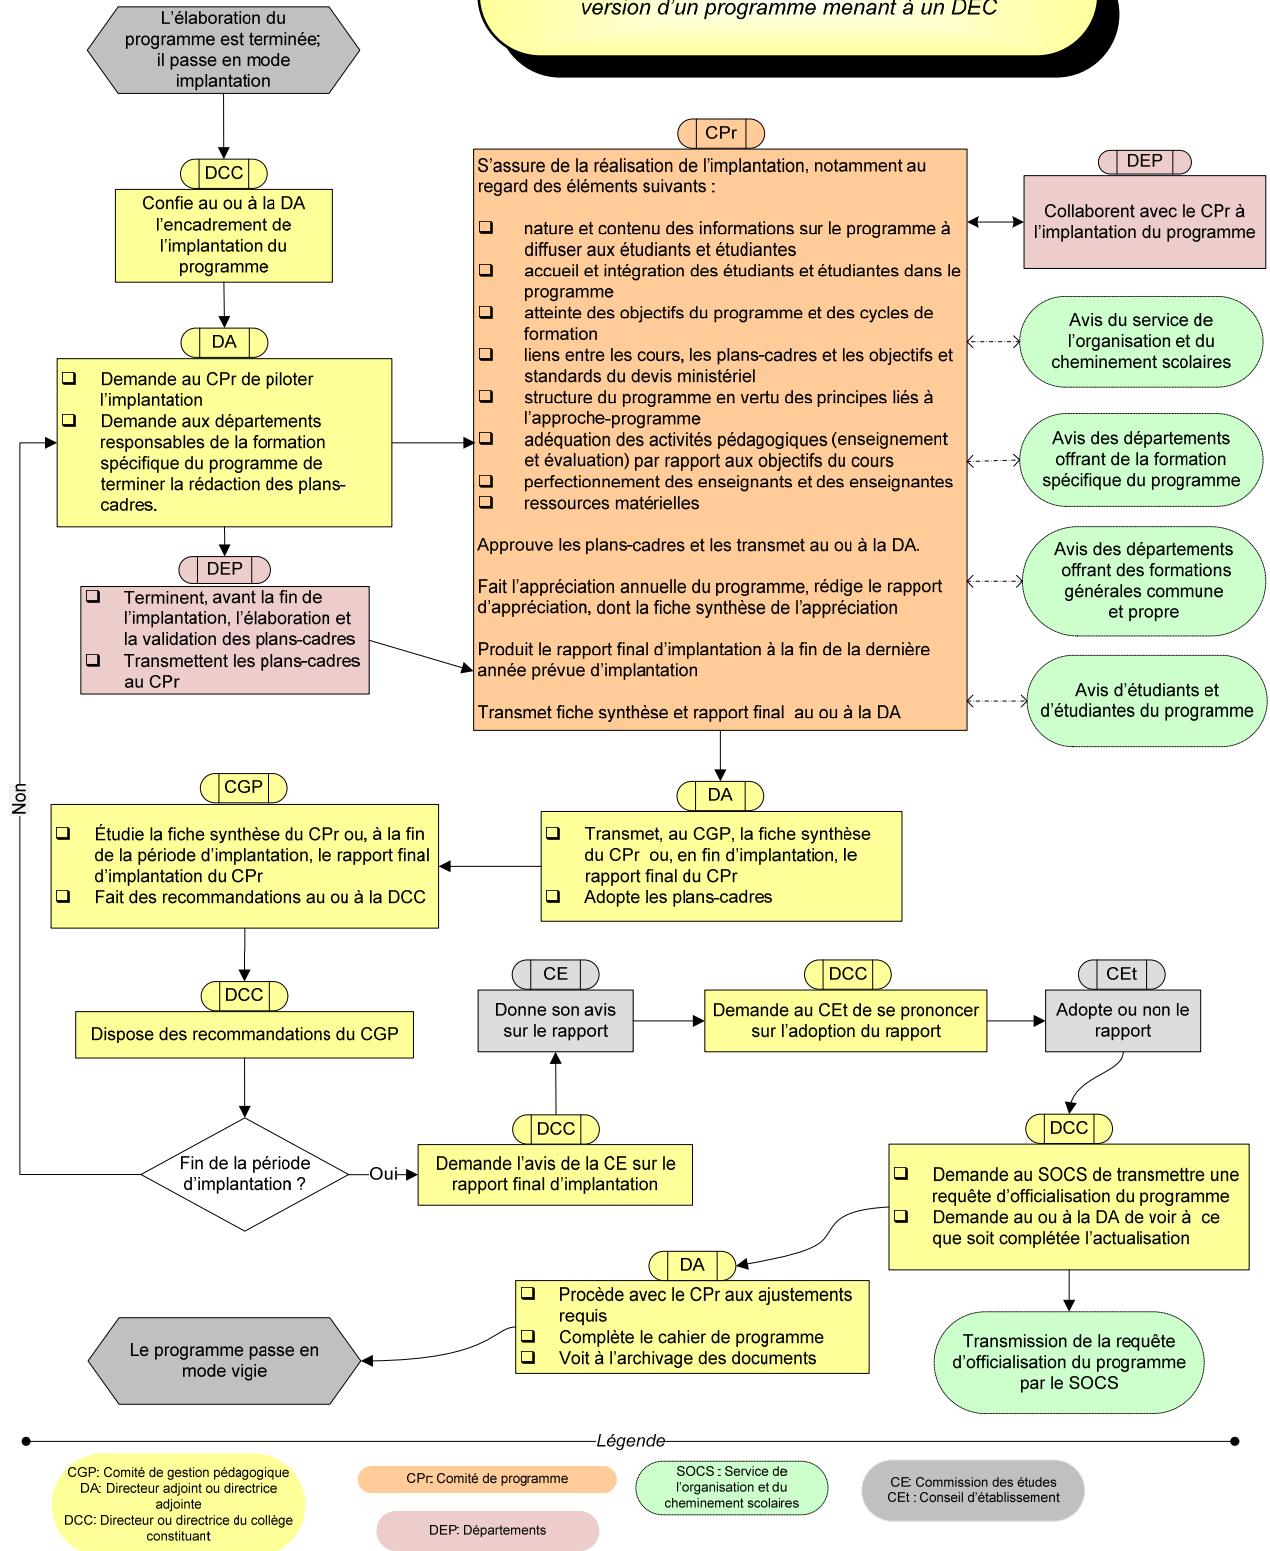 version d'un programme menant à un DEC
L'élaboration du
programme est terminée;
il passe en mode
implantation
DCC
Confie au ou à la DA
l'encadrement de
l'implantation du
programme
DA
❑ Demande au CPr de piloter
l'implantation
❑ Demande aux départements
responsables de la formation
spécifique du programme de
terminer la rédaction des plans-
cadres.
DEP
❑ Terminent, avant la fin de
l'implantation, l'élaboration et
la validation des plans-cadres
❑ Transmettent les plans-cadres
au CPr
CPr
S'assure de la réalisation de l'implantation, notamment au
regard des éléments suivants :
❑ nature et contenu des informations sur le programme à
diffuser aux étudiants et étudiantes
❑ accueil et intégration des étudiants et étudiantes dans le
programme
❑ atteinte des objectifs du programme et des cycles de
formation
❑ liens entre les cours, les plans-cadres et les objectifs et
standards du devis ministériel
❑ structure du programme en vertu des principes liés à
l'approche-programme
❑ adéquation des activités pédagogiques (enseignement
et évaluation) par rapport aux objectifs du cours
❑ perfectionnement des enseignants et des enseignantes
❑ ressources matérielles
Approuve les plans-cadres et les transmet au ou à la DA.
Fait l'appréciation annuelle du programme, rédige le rapport
d'appréciation, dont la fiche synthèse de l'appréciation
Produit le rapport final d'implantation à la fin de la dernière
année prévue d'implantation
Transmet fiche synthèse et rapport final au ou à la DA
DEP
Collaborent avec le CPr à
l'implantation du programme
Avis du service de
l'organisation et du
cheminement scolaires
Avis des départements
offrant de la formation
spécifique du programme
Avis des départements
offrant des formations
générales commune
et propre
Avis d'étudiants et
d'étudiantes du programme
DA
❑ Transmet, au CGP, la fiche synthèse
du CPr ou, en fin d'implantation, le
rapport final du CPr
❑ Adopte les plans-cadres
CGP
❑ Étudie la fiche synthèse du CPr ou, à la fin
de la période d'implantation, le rapport final
d'implantation du CPr
❑ Fait des recommandations au ou à la DCC
DCC
Dispose des recommandations du CGP
Fin de la période
d'implantation ?
Non
Oui
DCC
Demande l'avis de la CE sur le
rapport final d'implantation
CE
Donne son avis
sur le rapport
DCC
Demande au CEt de se prononcer
sur l'adoption du rapport
CEt
Adopte ou non le
rapport
DCC
❑ Demande au SOCS de transmettre une
requête d'officialisation du programme
❑ Demande au ou à la DA de voir à ce
que soit complétée l'actualisation
Transmission de la requête
d'officialisation du programme
par le SOCS
DA
❑ Procède avec le CPr aux ajustements
requis
❑ Complète le cahier de programme
❑ Voit à l'archivage des documents
Le programme passe en
mode vigie
Légende
CGP: Comité de gestion pédagogique
DA: Directeur adjoint ou directrice
adjointe
DCC: Directeur ou directrice du collège
constituant
CPr: Comité de programme
DEP: Départements
SOCS : Service de
l'organisation et du
cheminement scolaires
CE: Commission des études
CEt : Conseil d'établissement